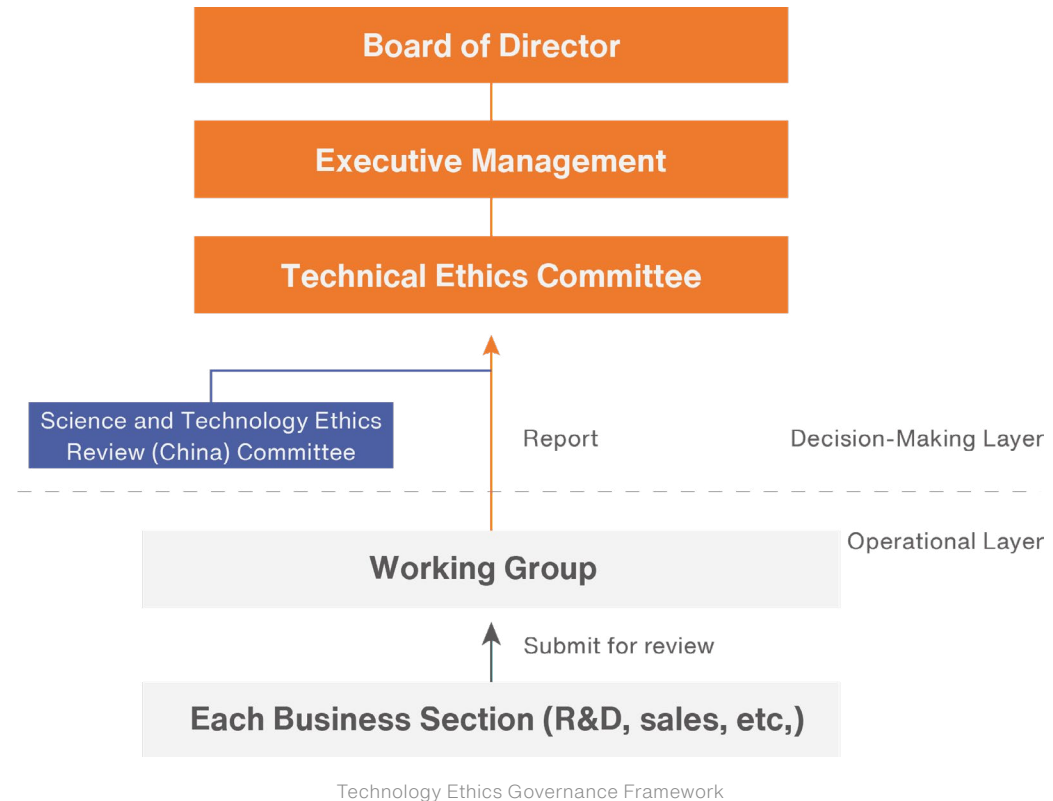 Board of Director
Executive Management
Technical Ethics Committee
Science and Technology Ethics
Review (China) Committee
Report
Decision-Making Layer
Operational Layer
Working Group
Submit for review
Each Business Section (R&D, sales, etc,)
Technology Ethics Governance Framework